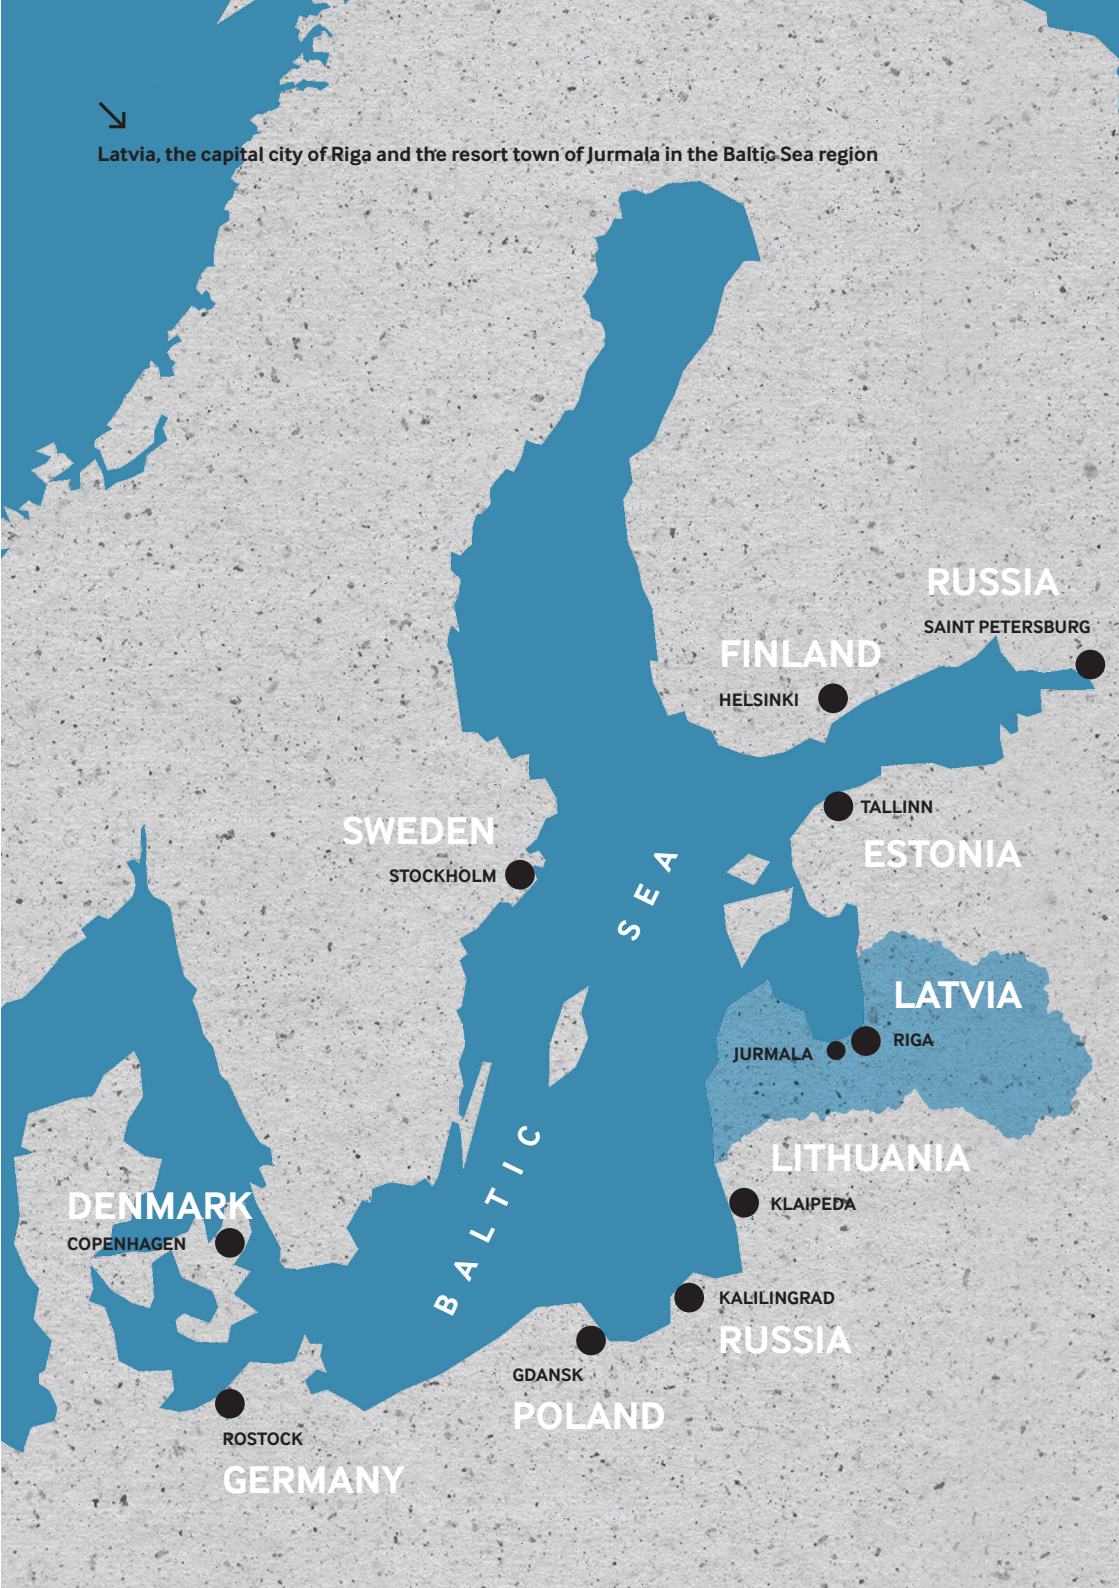 Latvia, the capital city of Riga and the resort town of Jurmala in the Baltic Sea region
RUSSIA
SAINT PETERSBURG
FINLAND
HELSINKI
TALLINN
ESTONIA
SWEDEN
STOCKHOLM
BALTIC SEA
LATVIA
RIGA
JURMALA
LITHUANIA
KLAIPEDA
DENMARK
COPENHAGEN
KALILINGRAD
RUSSIA
GDANSK
POLAND
ROSTOCK
GERMANY